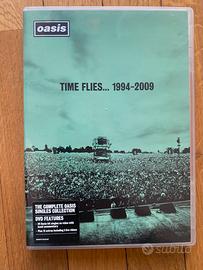 oasis
TIME FLIES... 1994-2009
THE COMPLETE OASIS
SINGLES COLLECTION
DVD FEATURES
subito